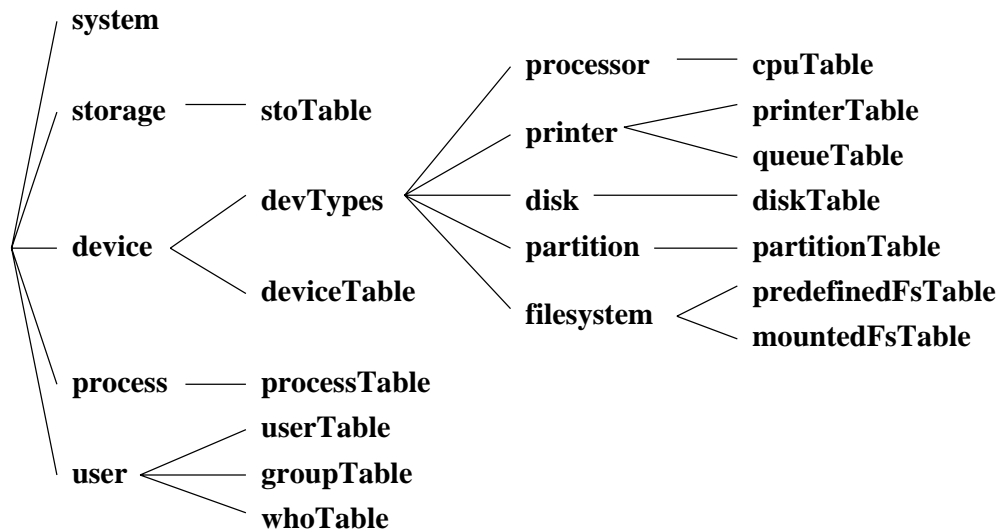 system
storage
stoTable
device
devTypes
deviceTable
processor
cpuTable
printer
printerTable
queueTable
disk
diskTable
partition
partitionTable
filesystem
predefinedFsTable
mountedFsTable
process
processTable
user
userTable
groupTable
whoTable